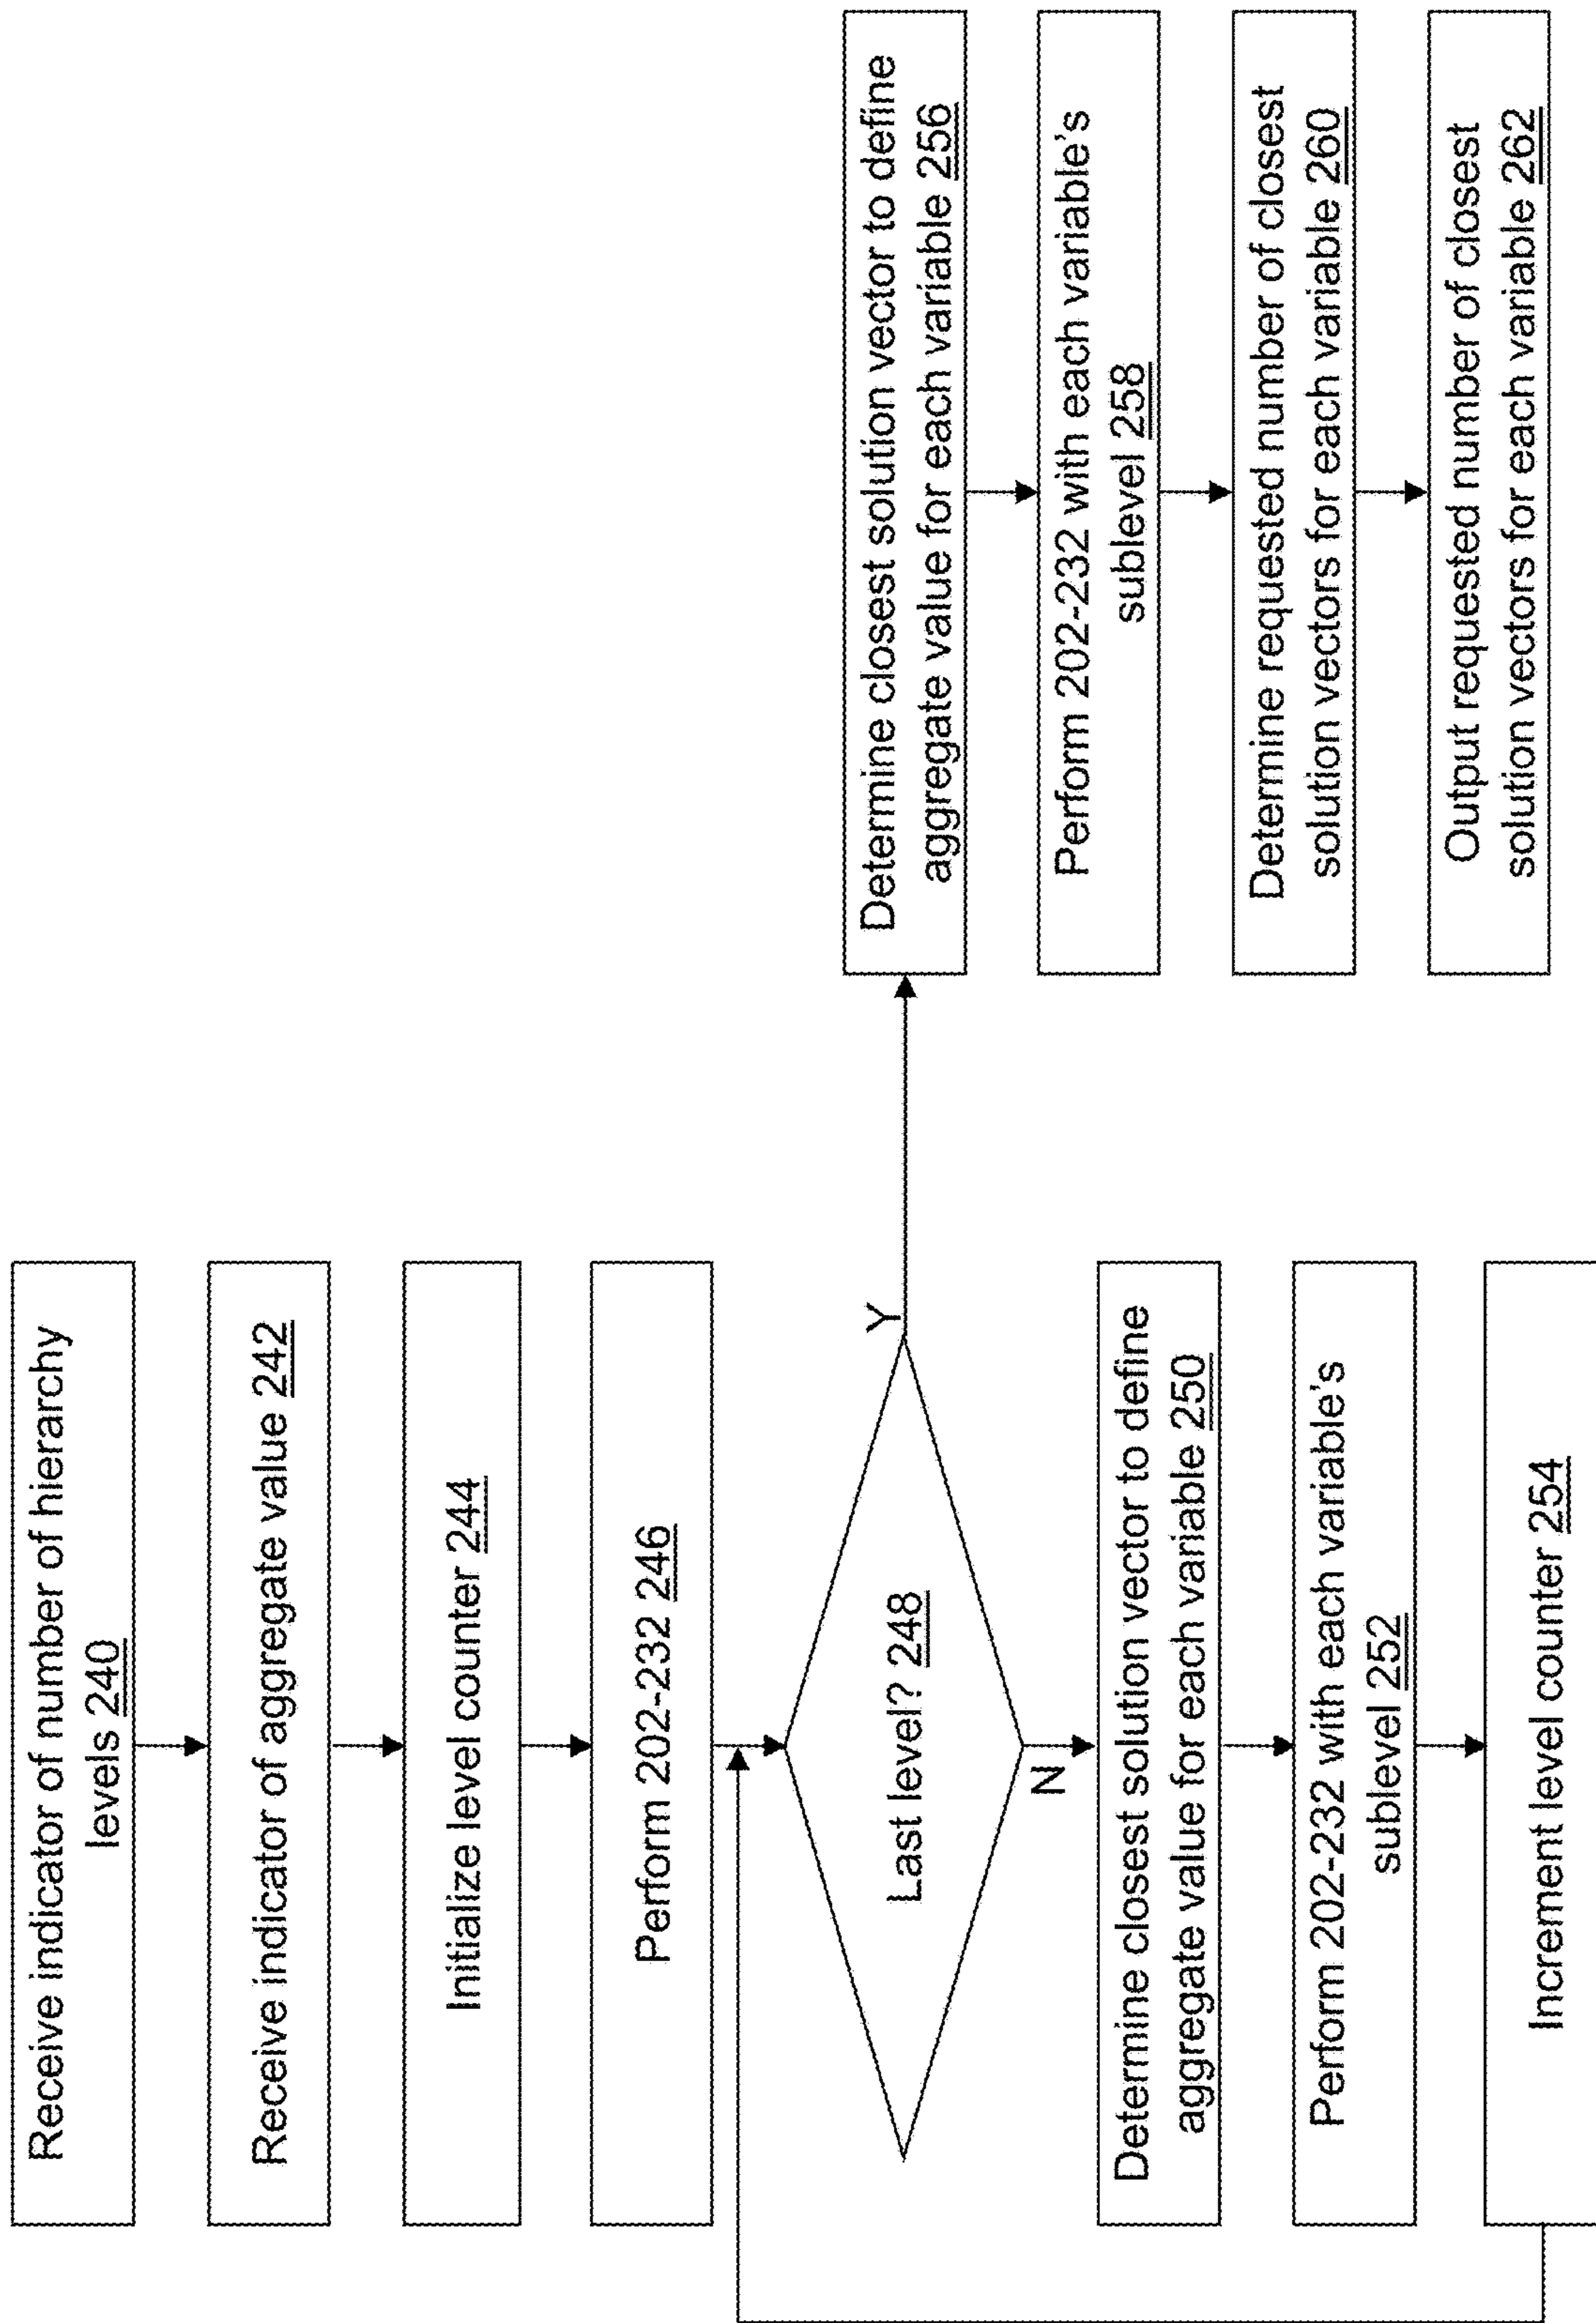 Receive indicator of number of hierarchy
levels 240
Receive indicator of aggregate value 242
Initialize level counter 244
Perform 202-232 246
Last level? 248
Y
N
Determine closest solution vector to define
aggregate value for each variable 250
Perform 202-232 with each variable's
sublevel 252
Increment level counter 254
Determine closest solution vector to define
aggregate value for each variable 256
Perform 202-232 with each variable's
sublevel 258
Determine requested number of closest
solution vectors for each variable 260
Output requested number of closest
solution vectors for each variable 262